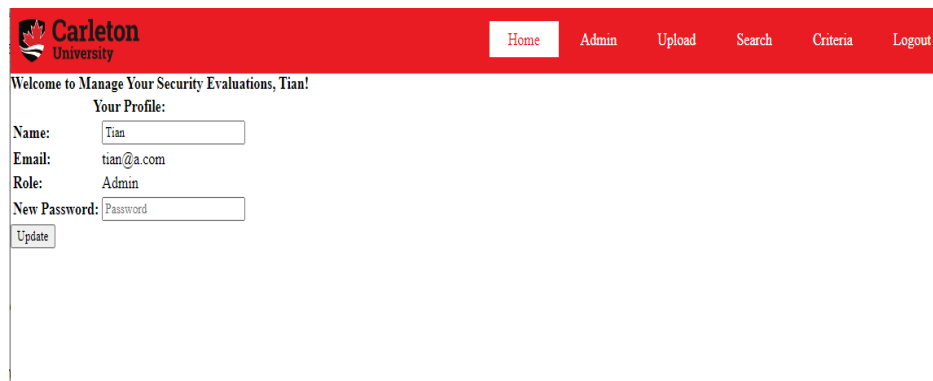 Carleton
University
Home Admin Upload Search Criteria Logout
Welcome to Manage Your Security Evaluations, Tian!
Your Profile:
Name: Tian
Email: tian@a.com
Role: Admin
New Password: Password
Update